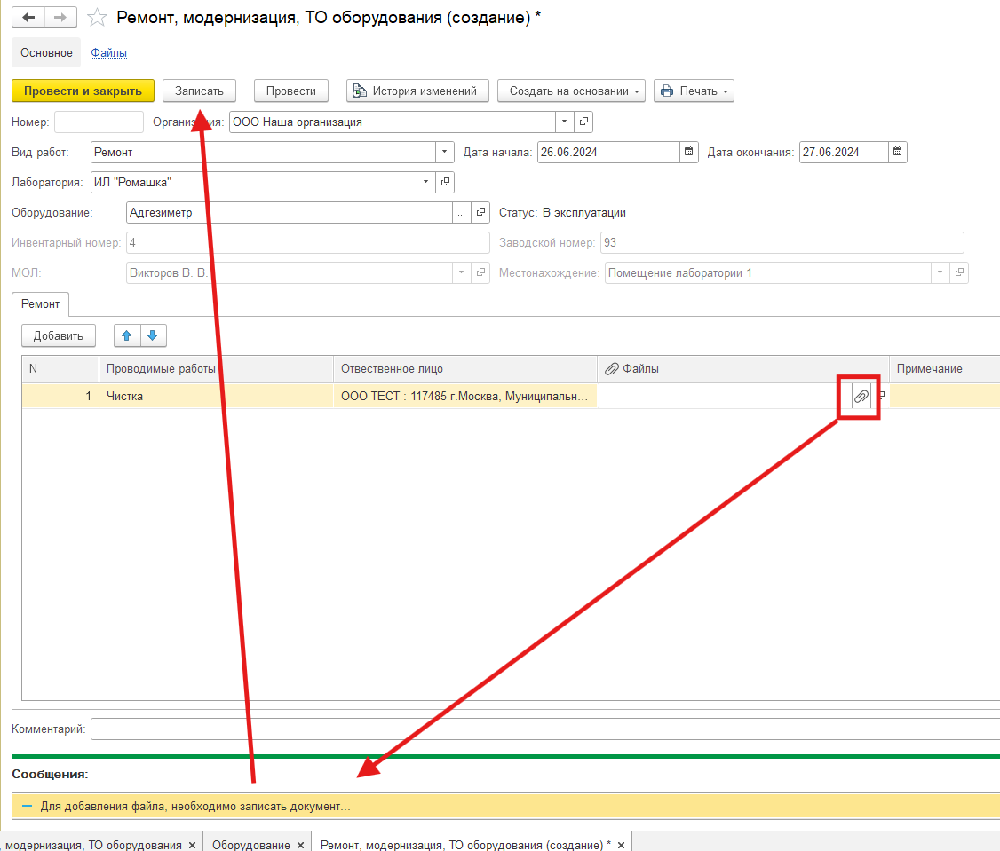 Ремонт, модернизация, ТО оборудования (создание) *
Основное Файлы
Провести и закрыть Записать Провести История изменений Создать на основании Печать
Номер: Организация: ООО Наша организация
Вид работ: Ремонт Дата начала: 26.06.2024 Дата окончания: 27.06.2024
Лаборатория: ИЛ "Ромашка"
Оборудование: Адгезиметр ... Статус: В эксплуатации
Инвентарный номер: 4 Заводской номер: 93
МОЛ: Викторов В. В. Местонахождение: Помещение лаборатории 1
Ремонт
Добавить
N Проводимые работы Отвественное лицо Файлы Примечание
1 Чистка ООО ТЕСТ : 117485 г.Москва, Муниципальн...
Комментарий:
Сообщения:
Для добавления файла, необходимо записать документ...
, модернизация, ТО оборудования × Оборудование × Ремонт, модернизация, ТО оборудования (создание) * ×